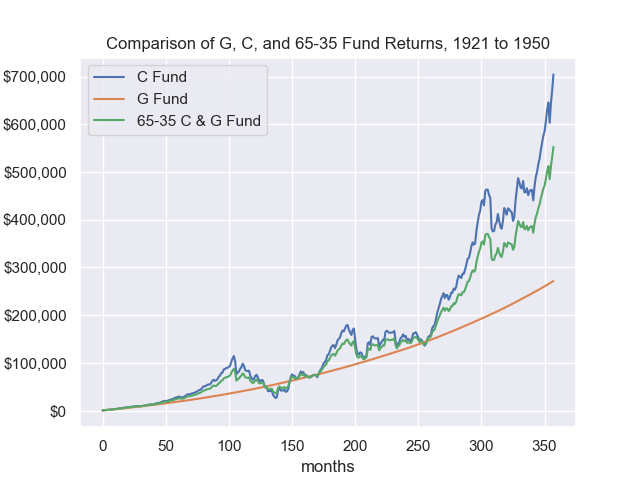 Comparison of G, C, and 65-35 Fund Returns, 1921 to 1950
C Fund
G Fund
65-35 C & G Fund
$700,000
$600,000
$500,000
$400,000
$300,000
$200,000
$100,000
$0
0 50 100 150 200 250 300 350
months